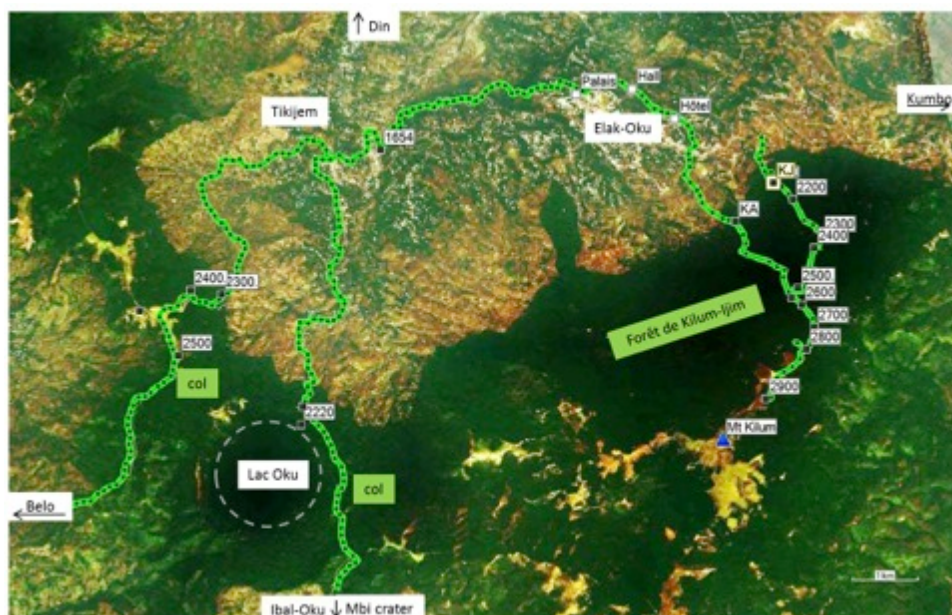 ↑ Din
Palais
Hall
Kumbo
Tikijem
Hôtel
Elak-Oku
1654
KJ
2200
KA
2300
2400
2400
2300
2500
2600
Forêt de Kilum-Ijim
2700
2800
2500
col
2900
2220
Mt Kilum
Lac Oku
col
Belo
1km
Ibal-Oku ↓ Mbi crater